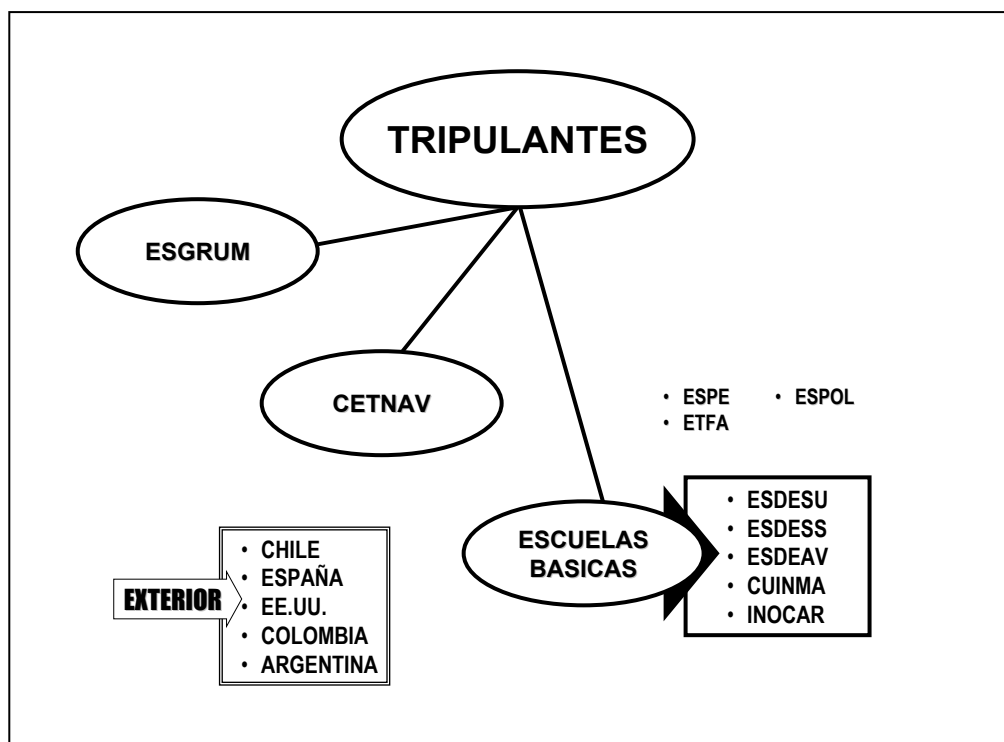 TRIPULANTES
ESGRUM
CETNAV
• ESPE • ESPOL
• ETFA
ESCUELAS
BASICAS
• ESDESU
• ESDESS
• ESDEAV
• CUINMA
• INOCAR
EXTERIOR
• CHILE
• ESPAÑA
• EE.UU.
• COLOMBIA
• ARGENTINA